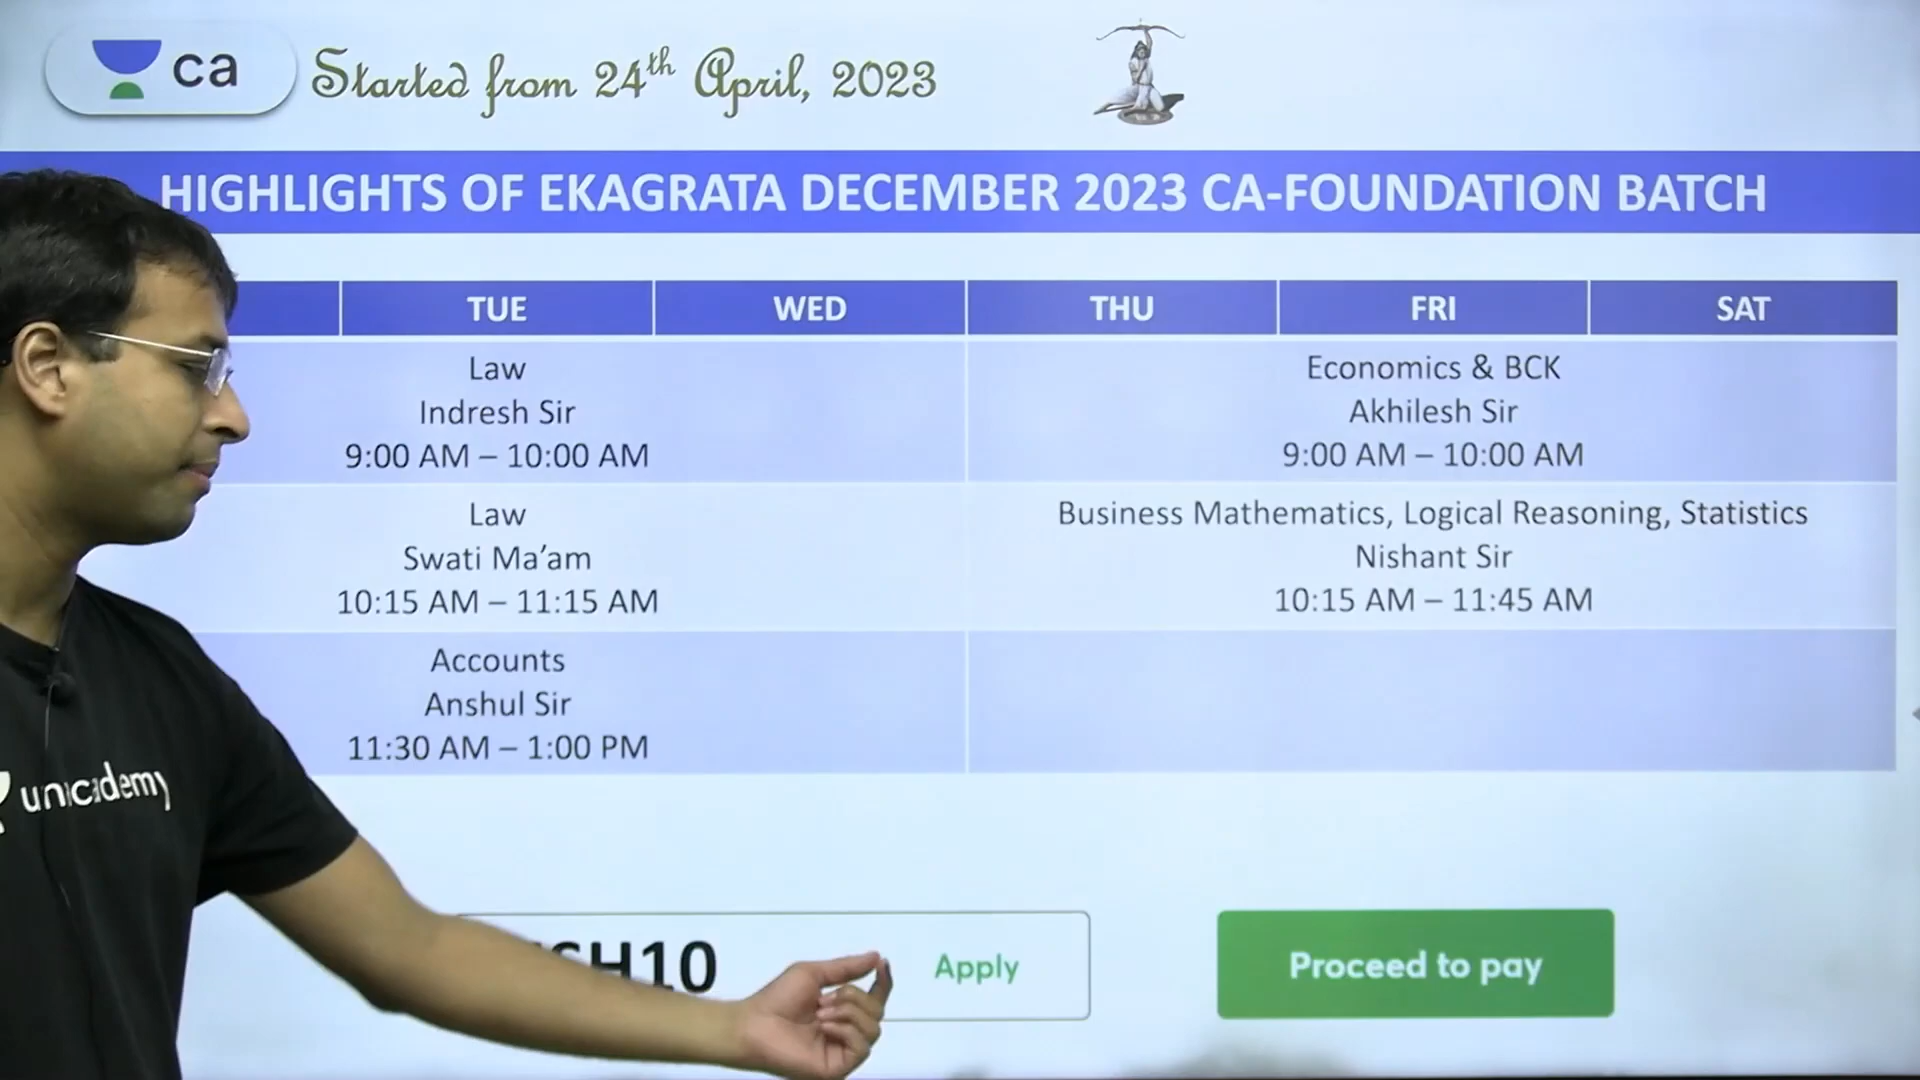 ca
Started from 24th April, 2023
HIGHLIGHTS OF EKAGRATA DECEMBER 2023 CA-FOUNDATION BATCH
TUE WED THU FRI SAT
Law
Indresh Sir
9:00 AM – 10:00 AM
Economics & BCK
Akhilesh Sir
9:00 AM – 10:00 AM
Law
Swati Ma’am
10:15 AM – 11:15 AM
Business Mathematics, Logical Reasoning, Statistics
Nishant Sir
10:15 AM – 11:45 AM
Accounts
Anshul Sir
11:30 AM – 1:00 PM
unacademy
SH10
Apply
Proceed to pay